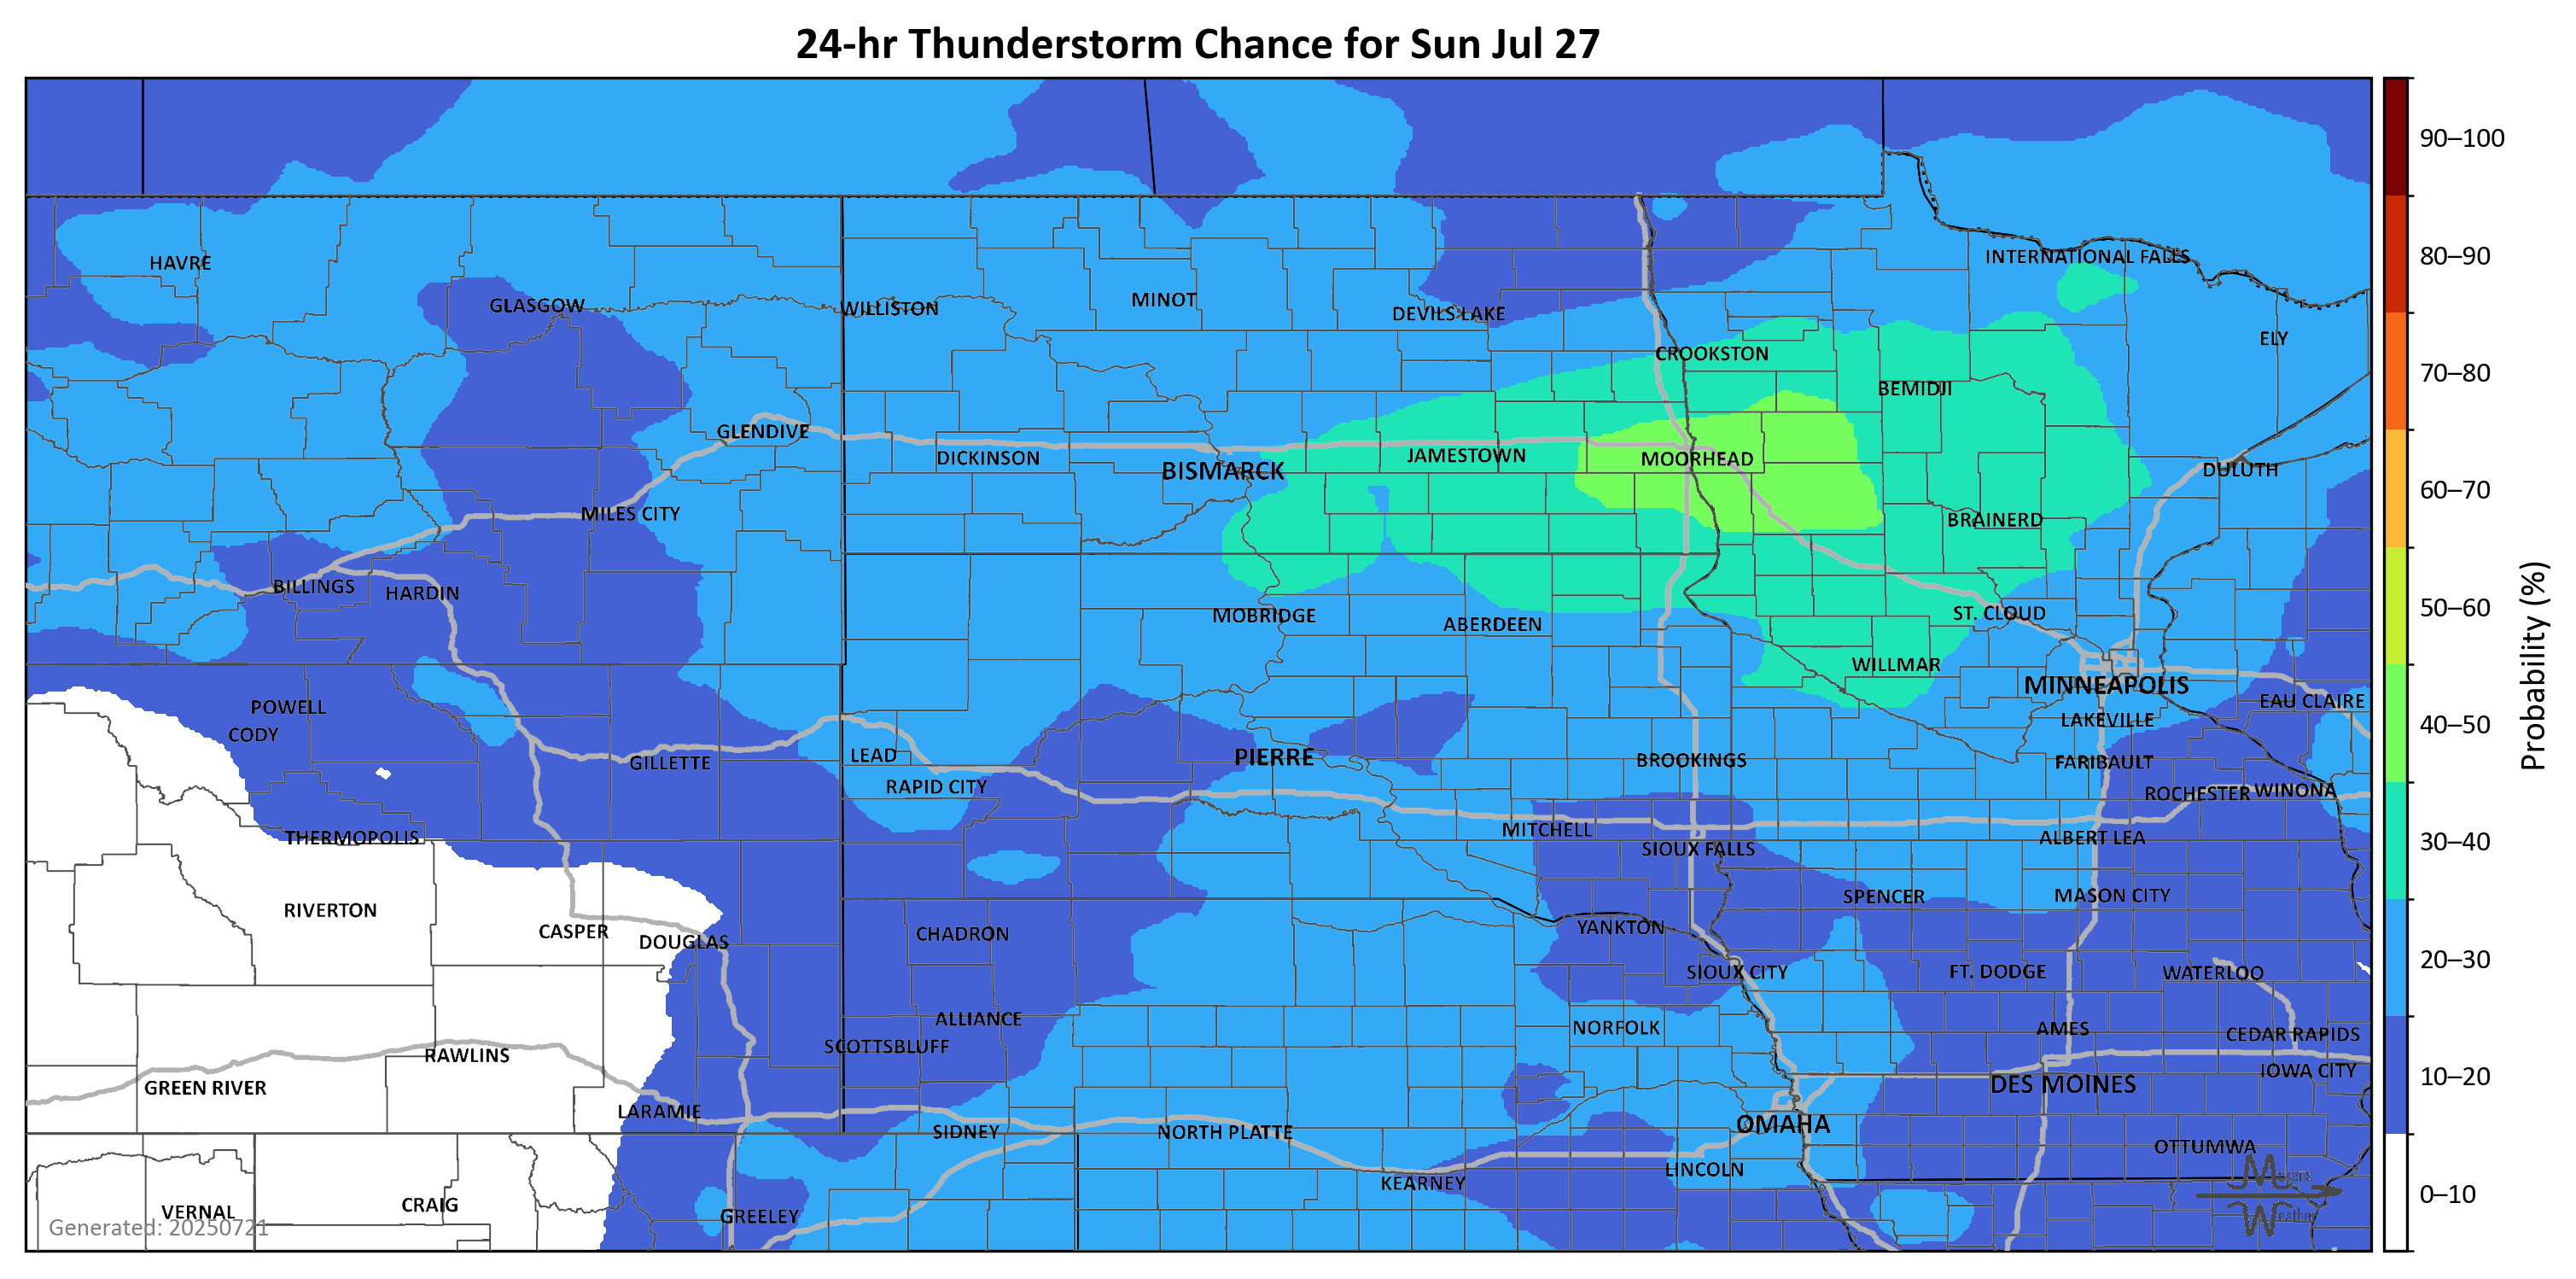 24-hr Thunderstorm Chance for Sun Jul 27
90–100
80–90
70–80
60–70
50–60
40–50
30–40
20–30
10–20
0–10
Probability (%)
HAVRE
INTERNATIONAL FALLS
GLASGOW
WILLISTON
MINOT
DEVILS LAKE
ELY
CROOKSTON
BEMIDJI
GLENDIVE
DICKINSON
BISMARCK
JAMESTOWN
MOORHEAD
DULUTH
MILES CITY
BRAINERD
BILLINGS
HARDIN
MOBRIDGE
ABERDEEN
ST. CLOUD
WILLMAR
MINNEAPOLIS
EAU CLAIRE
POWELL
CODY
LAKEVILLE
GILLETTE
LEAD
PIERRE
BROOKINGS
FARIBAULT
RAPID CITY
ROCHESTER
WINONA
THERMOPOLIS
MITCHELL
ALBERT LEA
SIOUX FALLS
RIVERTON
SPENCER
MASON CITY
CASPER
DOUGLAS
CHADRON
YANKTON
SIOUX CITY
FT. DODGE
WATERLOO
ALLIANCE
NORFOLK
AMES
CEDAR RAPIDS
SCOTTSBLUFF
RAWLINS
IOWA CITY
GREEN RIVER
DES MOINES
LARAMIE
OMAHA
SIDNEY
NORTH PLATTE
OTTUMWA
LINCOLN
KEARNEY
VERNAL
CRAIG
GREELEY
Generated: 20250721
Weather